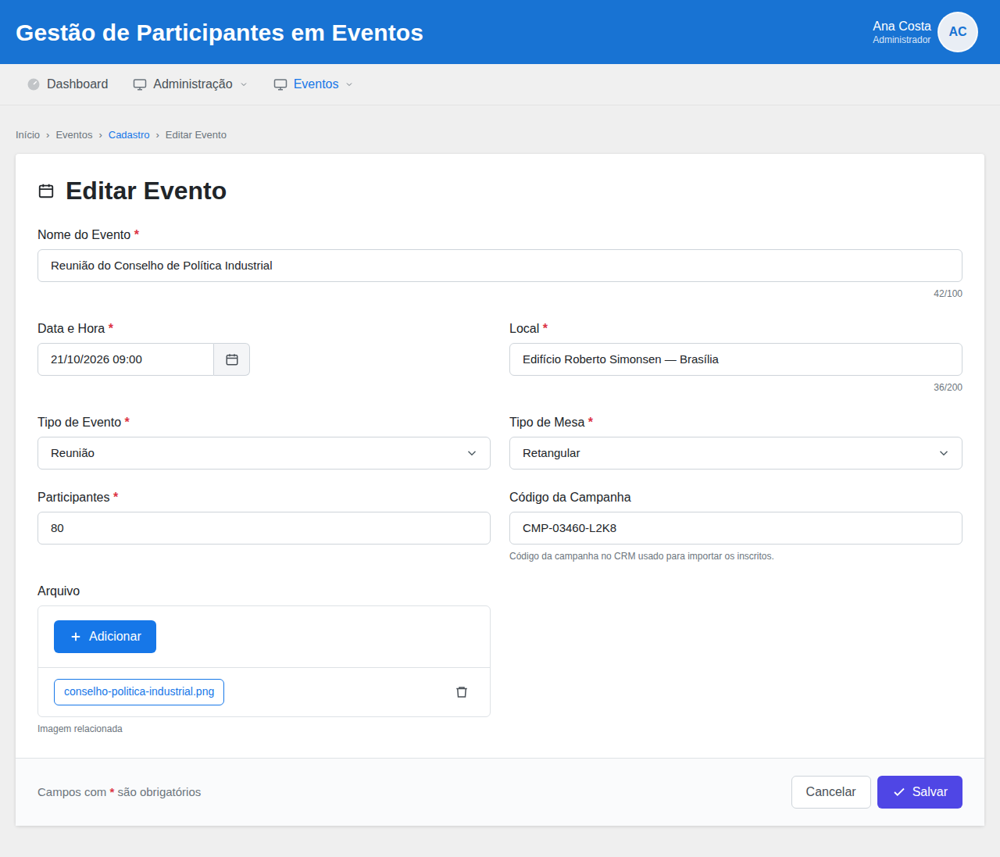 Gestão de Participantes em Eventos
Ana Costa
Administrador
AC
Dashboard
Administração
Eventos
Início › Eventos › Cadastro › Editar Evento
Editar Evento
Nome do Evento *
Reunião do Conselho de Política Industrial
42/100
Data e Hora *
21/10/2026 09:00
Local *
Edifício Roberto Simonsen — Brasília
36/200
Tipo de Evento *
Reunião
Tipo de Mesa *
Retangular
Participantes *
80
Código da Campanha
CMP-03460-L2K8
Código da campanha no CRM usado para importar os inscritos.
Arquivo
Adicionar
conselho-politica-industrial.png
Imagem relacionada
Campos com * são obrigatórios
Cancelar
Salvar